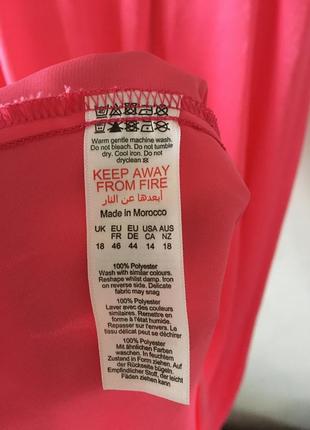 Warm gentle machine wash.
Do not bleach. Do not tumble
dry. Cool iron. Do not
dryclean
KEEP AWAY
FROM FIRE
أبعدها عن النار
Made in Morocco
UK EU EU USA AUS
FR DE CA NZ
18 46 44 14 18
100% Polyester
Wash with similar colours.
Reshape whilst damp. Iron
on reverse side. Delicate
fabric may snag
100% Polyester
Laver avec des couleurs
similaires. Remettre en
forme à l'état humide.
Repasser sur l'envers. Le
tissu délicat peut se déchirer
100% Polyester
Mit ähnlichen Farben
waschen. In feuchtem
Zustand in Form ziehen. Auf
der Rückseite bügeln.
Empfindlicher Stoff, der leicht
Fäden ziehen kann